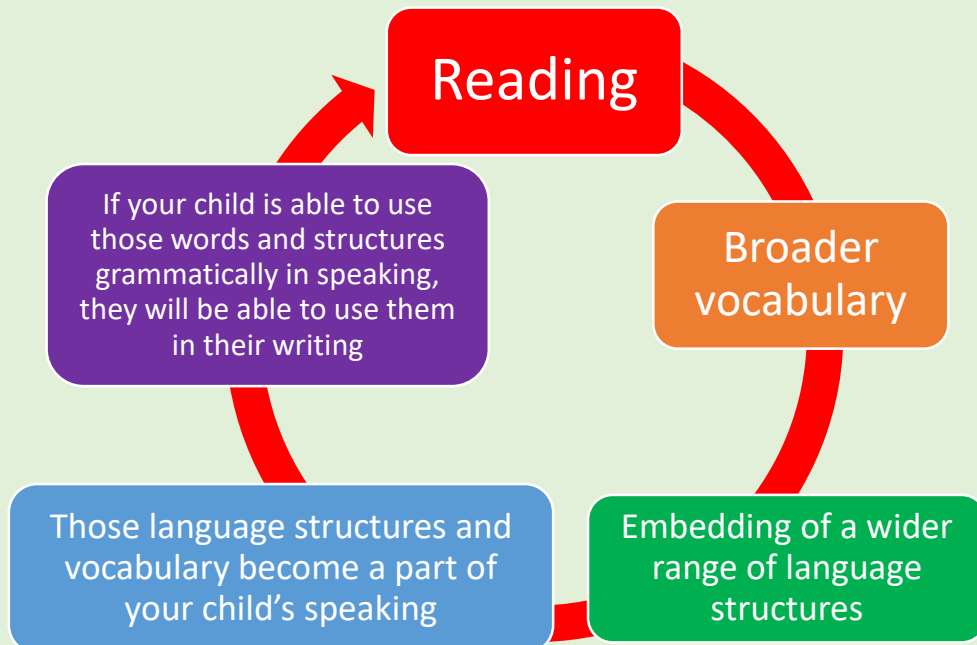 Reading
Broader
vocabulary
Embedding of a wider
range of language
structures
Those language structures and
vocabulary become a part of
your child’s speaking
If your child is able to use
those words and structures
grammatically in speaking,
they will be able to use them
in their writing